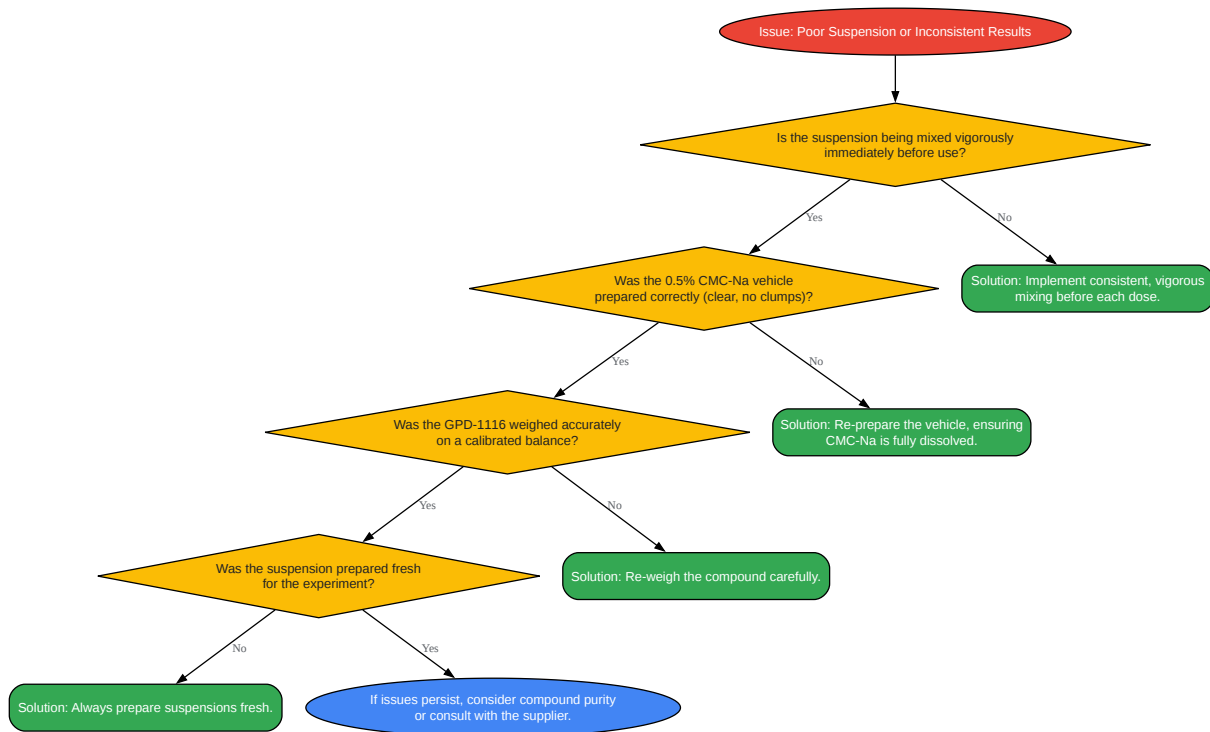 Issue: Poor Suspension or Inconsistent Results
Is the suspension being mixed vigorously
immediately before use?
Yes
No
Was the 0.5% CMC-Na vehicle
prepared correctly (clear, no clumps)?
Solution: Implement consistent, vigorous
mixing before each dose.
Yes
No
Was the GPD-1116 weighed accurately
on a calibrated balance?
Solution: Re-prepare the vehicle, ensuring
CMC-Na is fully dissolved.
Yes
No
Was the suspension prepared fresh
for the experiment?
Solution: Re-weigh the compound carefully.
No
Yes
Solution: Always prepare suspensions fresh.
If issues persist, consider compound purity
or consult with the supplier.